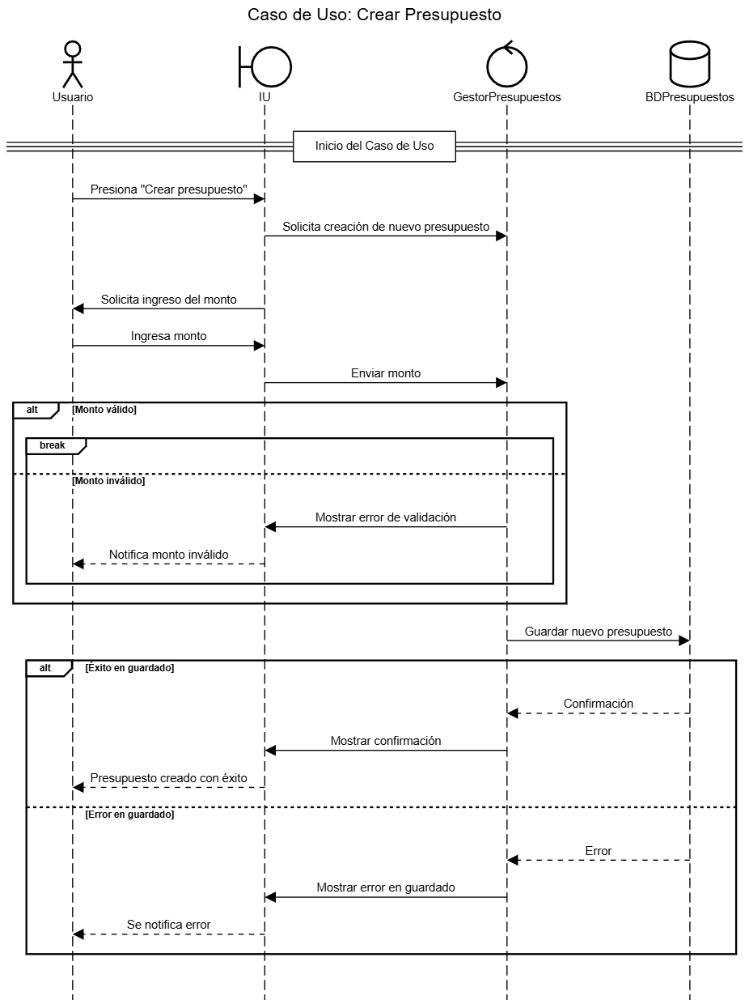 Caso de Uso: Crear Presupuesto
Usuario
IU
GestorPresupuestos
BDPresupuestos
Inicio del Caso de Uso
Presiona "Crear presupuesto"
Solicita creación de nuevo presupuesto
Solicita ingreso del monto
Ingresa monto
Enviar monto
alt
[Monto válido]
break
[Monto inválido]
Mostrar error de validación
Notifica monto inválido
Guardar nuevo presupuesto
alt
[Éxito en guardado]
Confirmación
Mostrar confirmación
Presupuesto creado con éxito
[Error en guardado]
Error
Mostrar error en guardado
Se notifica error